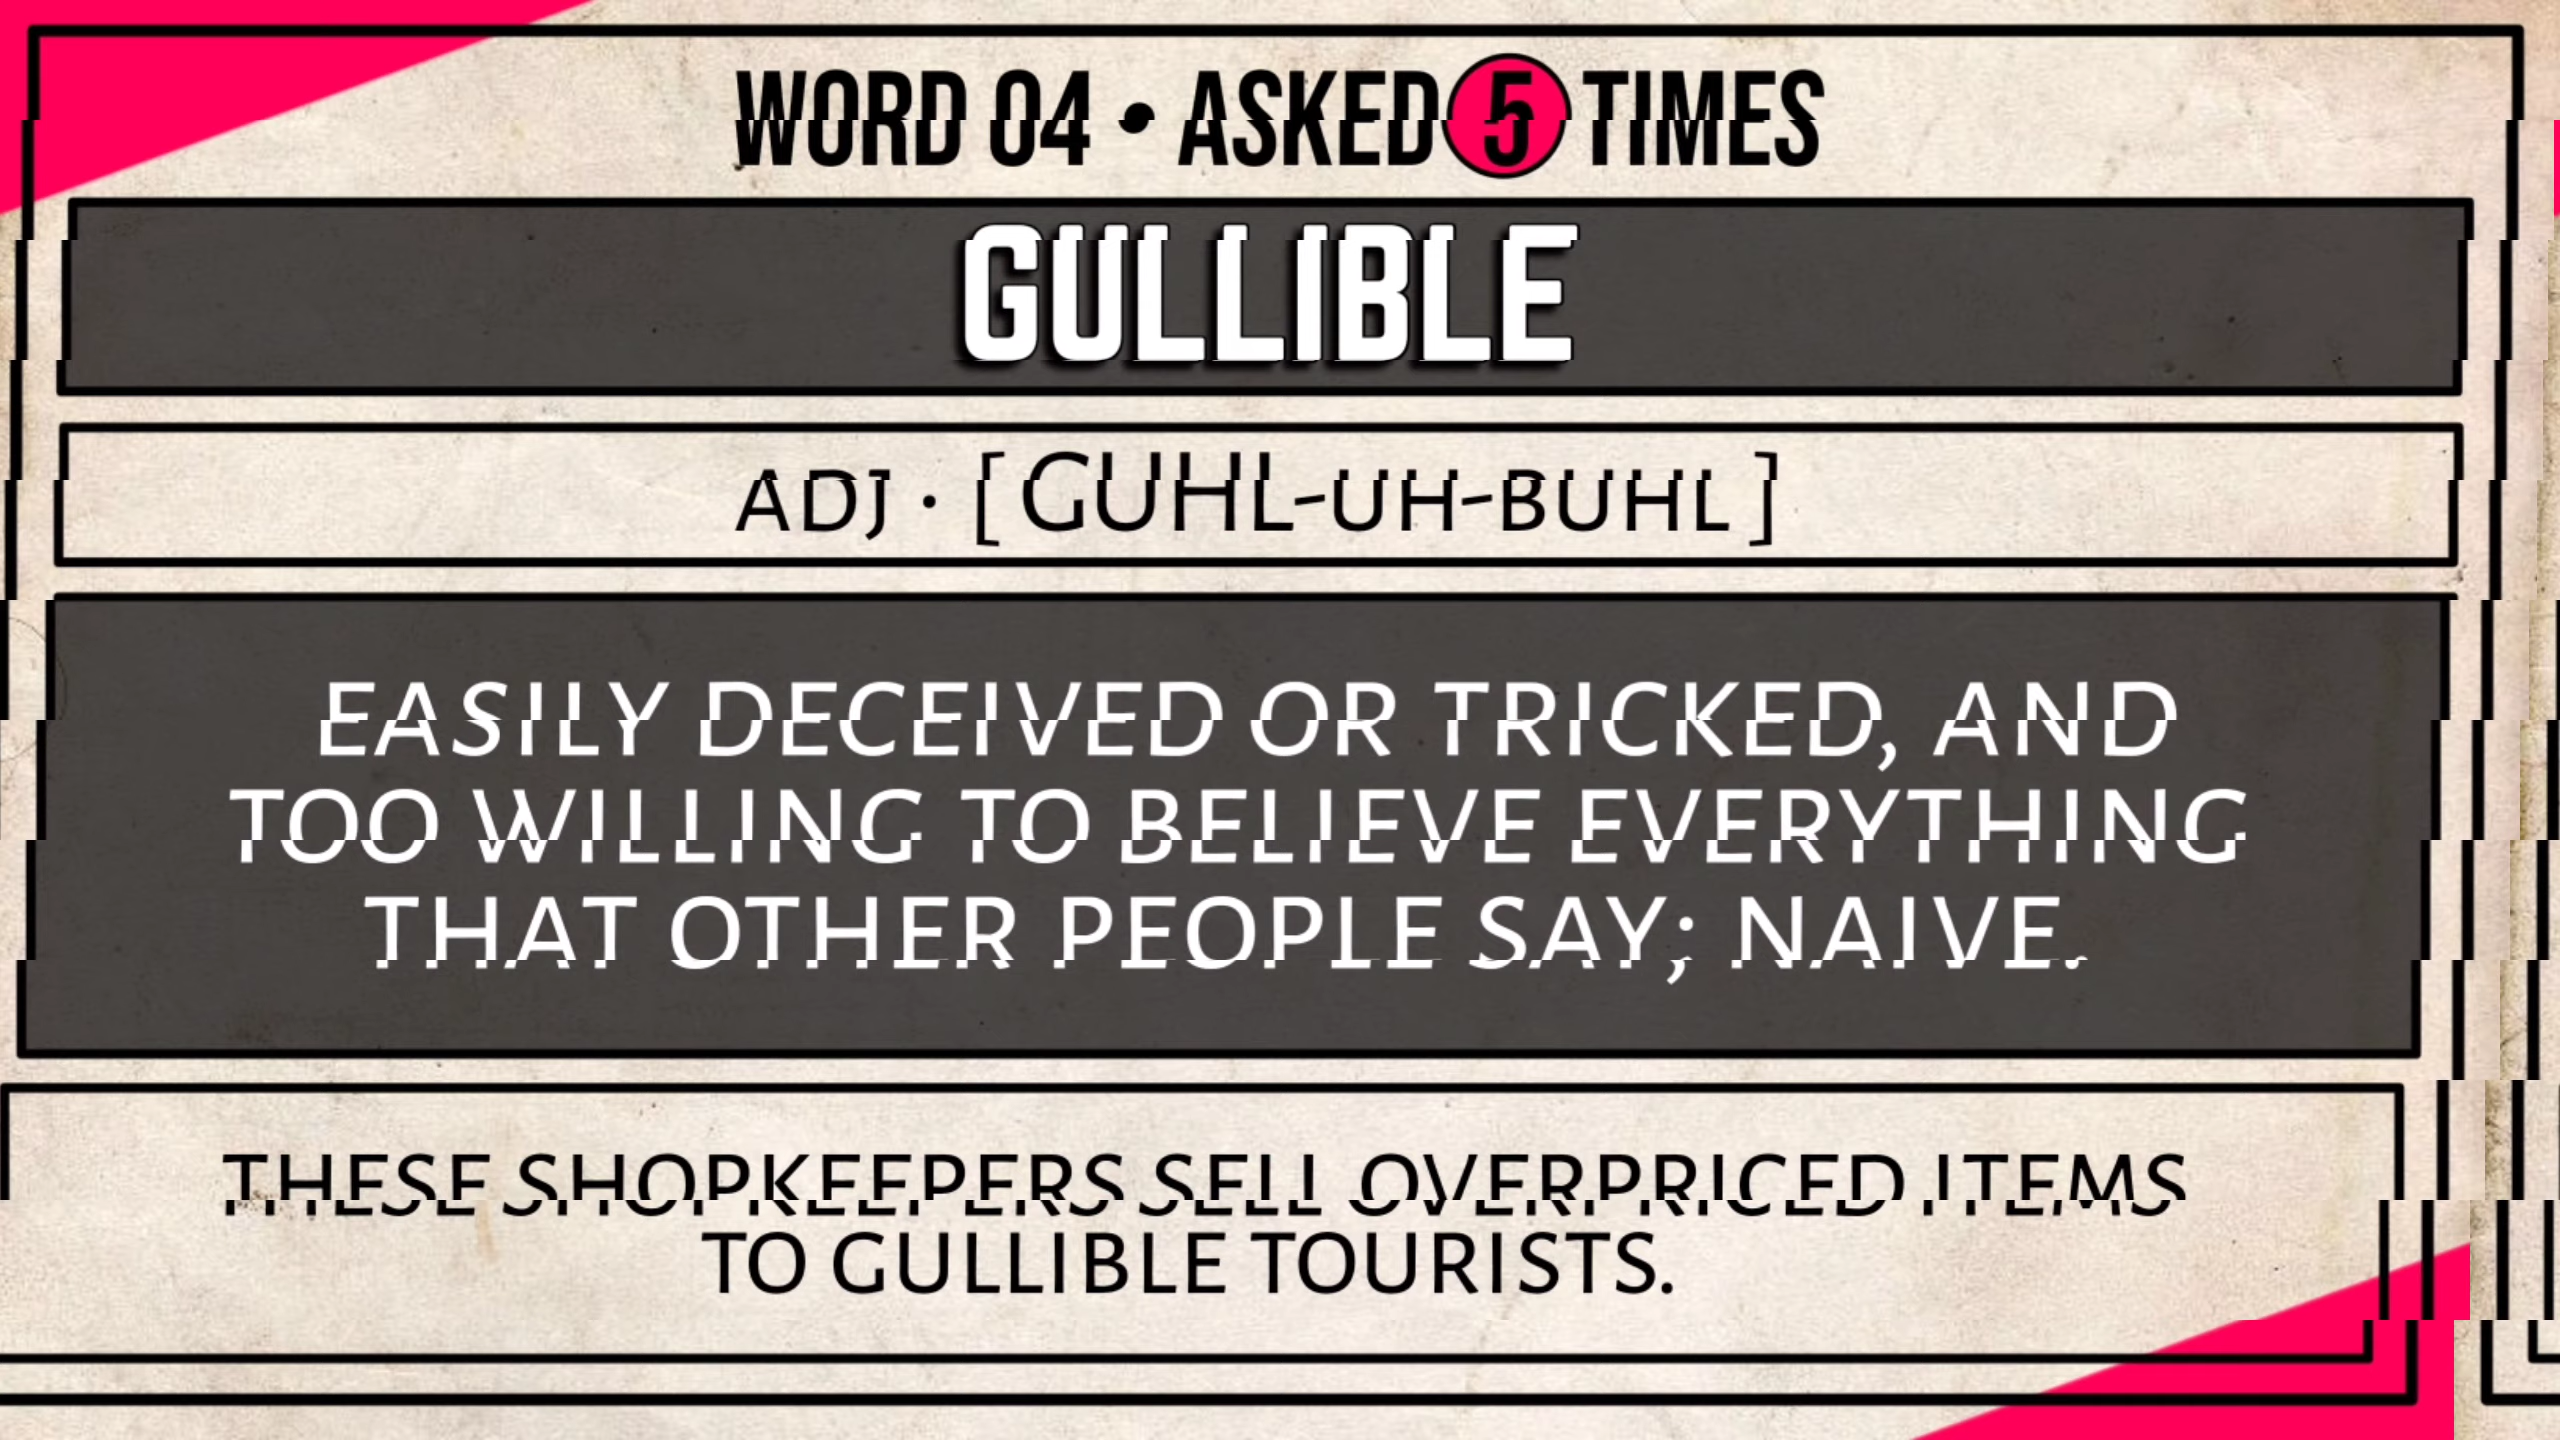 WORD 04 • ASKED 5 TIMES
GULLIBLE
ADJ · [GUHL-UH-BUHL]
EASILY DECEIVED OR TRICKED, AND
TOO WILLING TO BELIEVE EVERYTHING
THAT OTHER PEOPLE SAY; NAIVE.
THESE SHOPKEEPERS SELL OVERPRICED ITEMS
TO GULLIBLE TOURISTS.